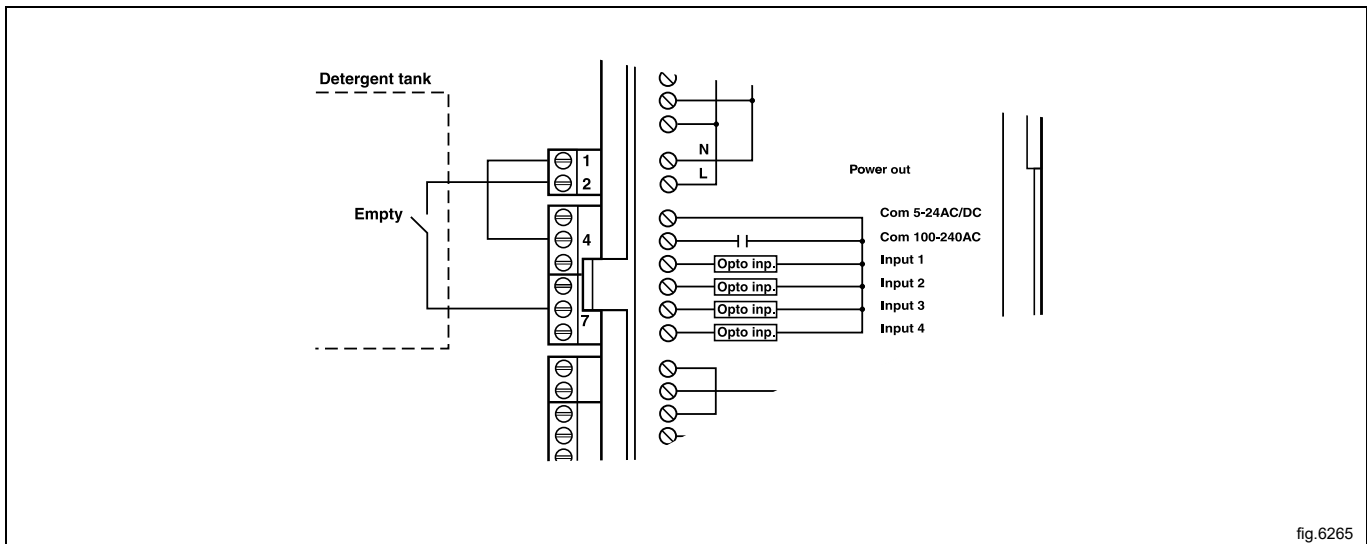 Detergent tank
Empty
1
2
4
7
N
L
Power out
Com 5-24AC/DC
Com 100-240AC
Opto inp. Input 1
Opto inp. Input 2
Opto inp. Input 3
Opto inp. Input 4
fig.6265